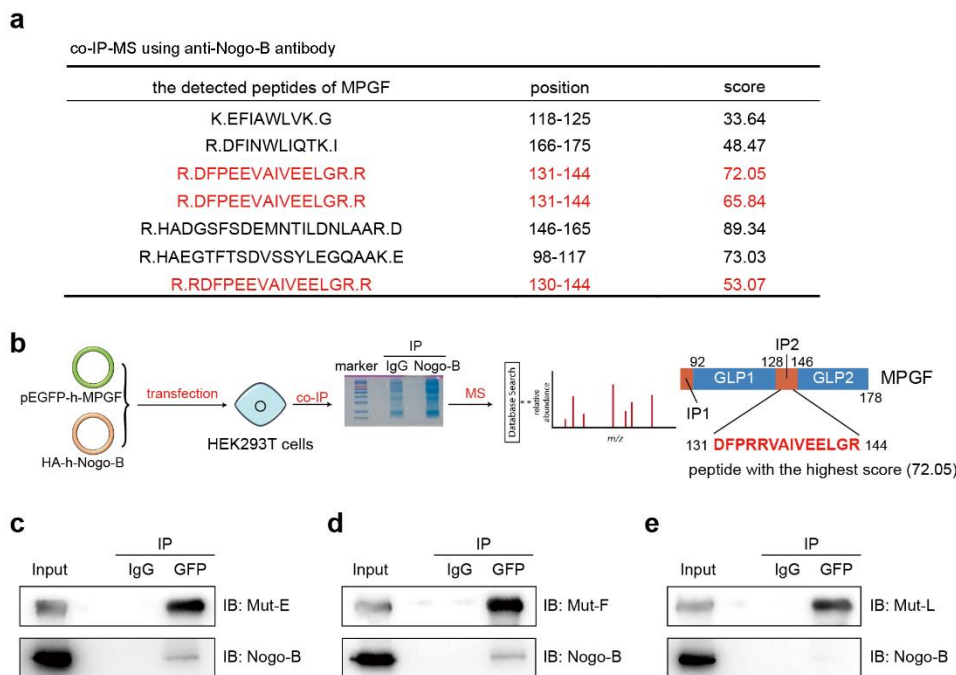 a
co-IP-MS using anti-Nogo-B antibody
the detected peptides of MPGF position score
K.EFIAWLVK.G 118-125 33.64
R.DFINWLIQTK.I 166-175 48.47
R.DFPEEVAIVEELGR.R 131-144 72.05
R.DFPEEVAIVEELGR.R 131-144 65.84
R.HADGSFSDEMNTILDNLAAR.D 146-165 89.34
R.HAEGTFTSDVSSYLEGQAAK.E 98-117 73.03
R.RDFPEEVAIVEELGR.R 130-144 53.07
b
pEGFP-h-MPGF
HA-h-Nogo-B
transfection
HEK293T cells
co-IP
IP
marker IgG Nogo-B
MS
Database Search
relative
abundance
m/z
IP2
92 128 146
GLP1 GLP2 MPGF
IP1 178
131 DFPRRVAIVEELGR 144
peptide with the highest score (72.05)
c
IP
Input IgG GFP
IB: Mut-E
IB: Nogo-B
d
IP
Input IgG GFP
IB: Mut-F
IB: Nogo-B
e
IP
Input IgG GFP
IB: Mut-L
IB: Nogo-B